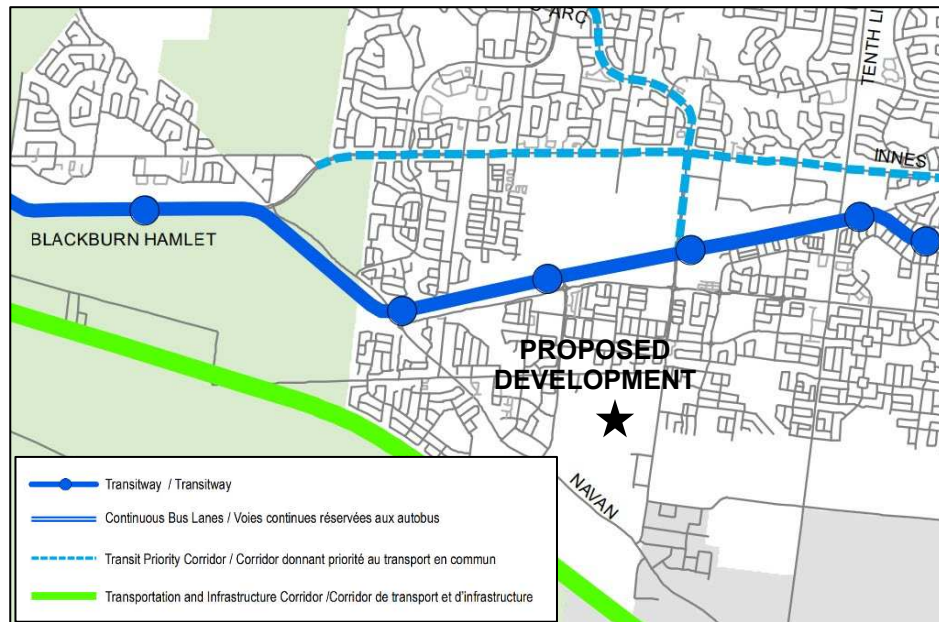 D'ARC
TENTH LI
INNES
BLACKBURN HAMLET
PROPOSED
DEVELOPMENT
NAVAN
Transitway / Transitway
Continuous Bus Lanes / Voies continues réservées aux autobus
Transit Priority Corridor / Corridor donnant priorité au transport en commun
Transportation and Infrastructure Corridor /Corridor de transport et d'infrastructure